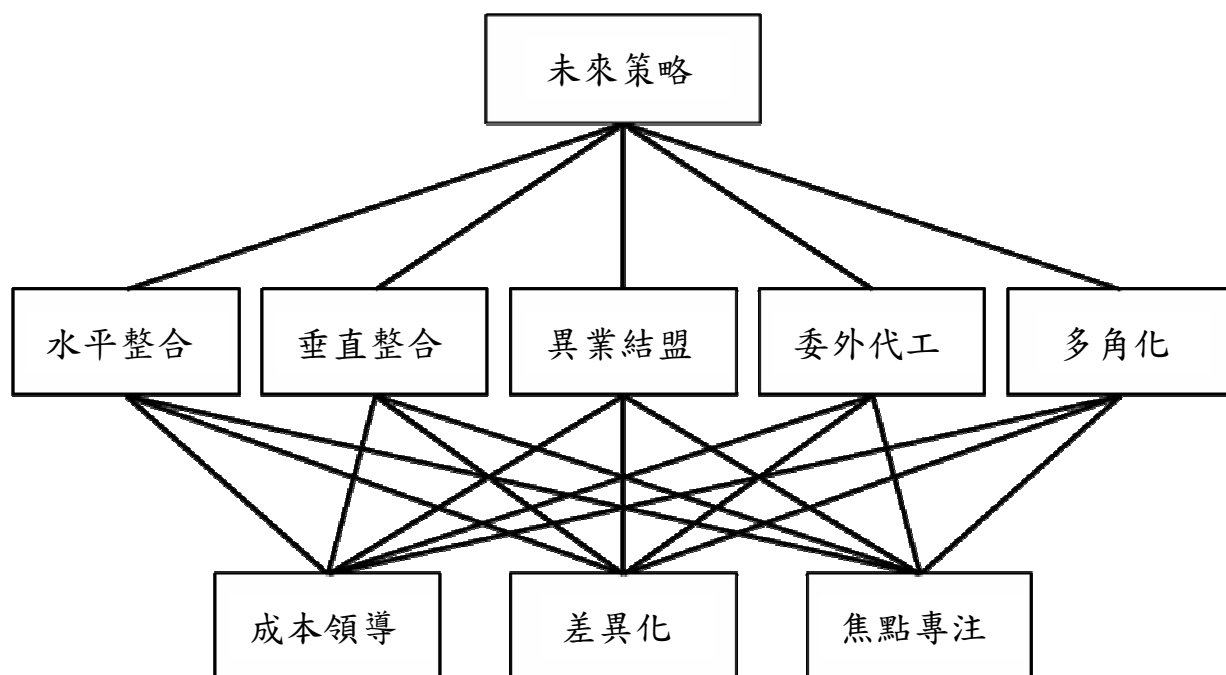 未來策略
水平整合
垂直整合
異業結盟
委外代工
多角化
成本領導
差異化
焦點專注